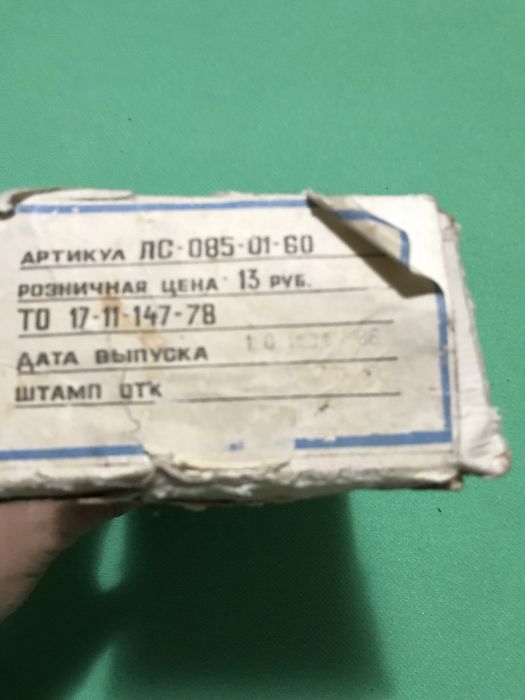 АРТИКУЛ ЛС-085-01-60
РОЗНИЧНАЯ ЦЕНА 13 РУБ.
ТО 17-11-147-78
ДАТА ВЫПУСКА
ШТАМП ОТК